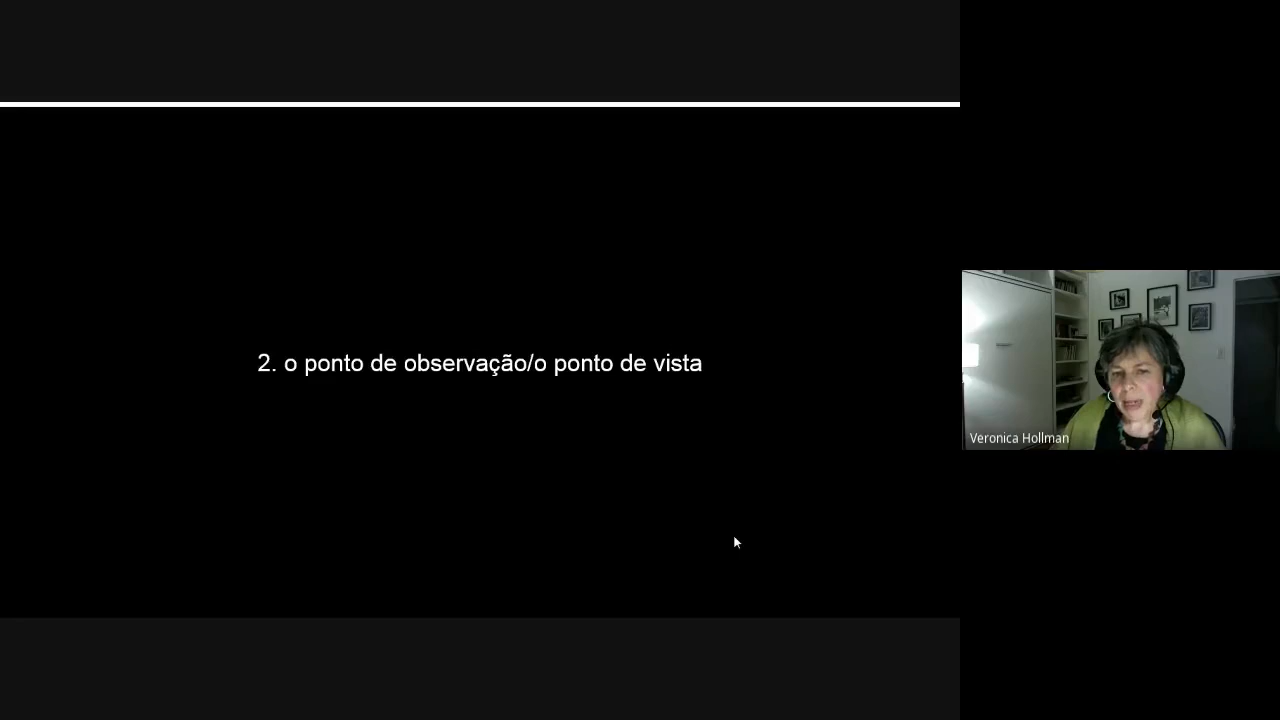 2. o ponto de observação/o ponto de vista
Veronica Hollman